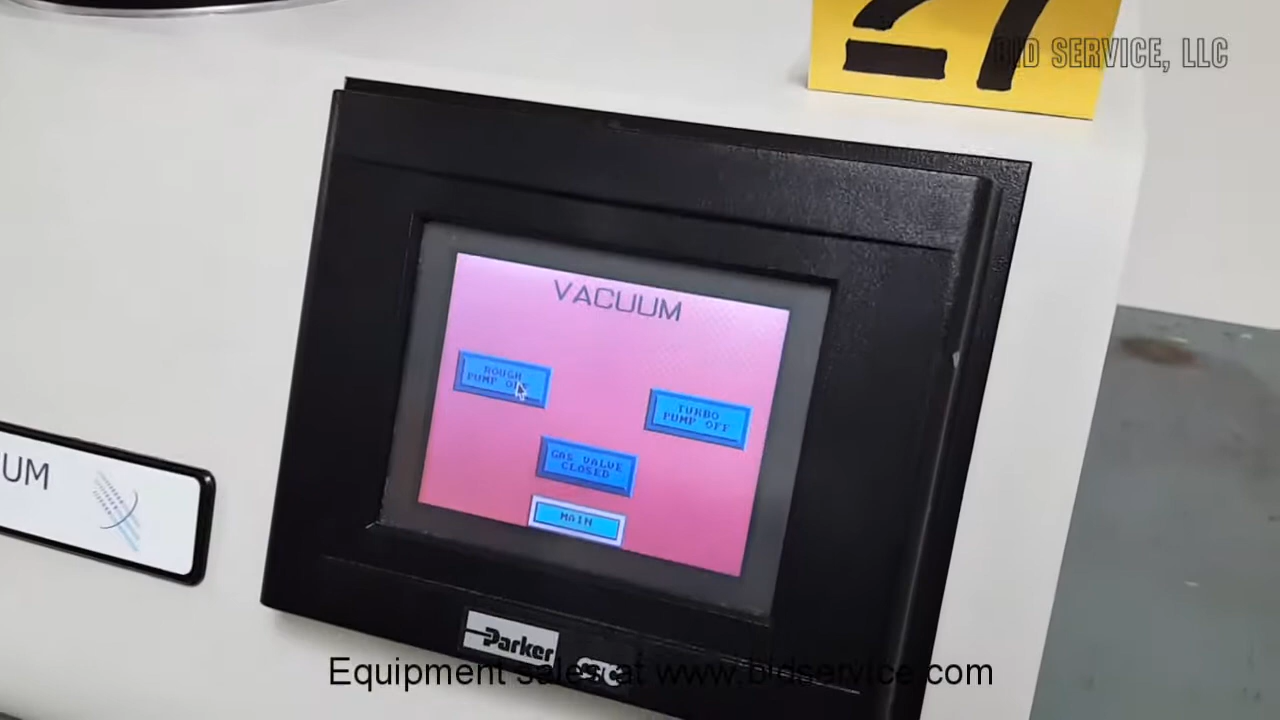 BID SERVICE, LLC
VACUUM
ROUGH
PUMP OFF
TURBO
PUMP OFF
GAS VALVE
CLOSED
MAIN
UM
Parker
Equipment sales at www.bidservice.com